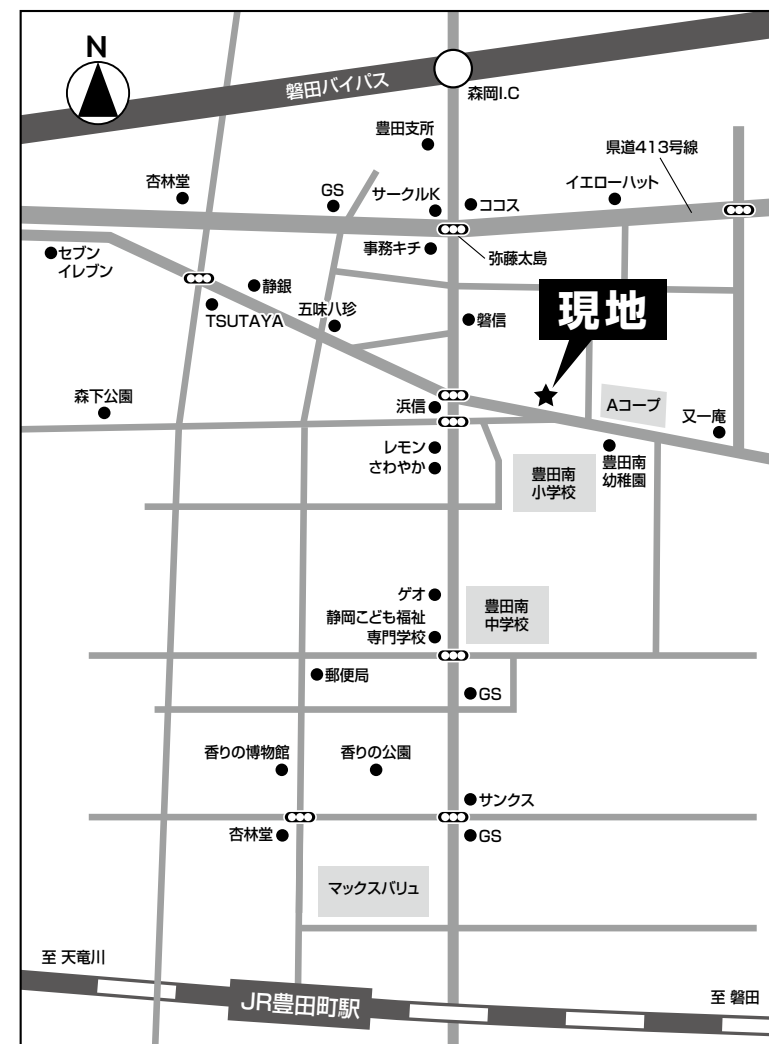 N
磐田バイパス
森岡I.C
豊田支所
県道413号線
杏林堂
GS
サークルK
ココス
イエローハット
セブン
イレブン
事務キチ
弥藤太島
静銀
TSUTAYA
五味八珍
磐信
現地
森下公園
浜信
Aコープ
又一庵
レモン
さわやか
豊田南
小学校
豊田南
幼稚園
ゲオ
静岡こども福祉
専門学校
豊田南
中学校
郵便局
GS
香りの博物館
香りの公園
サンクス
杏林堂
GS
マックスバリュ
至 天竜川
JR豊田町駅
至 磐田